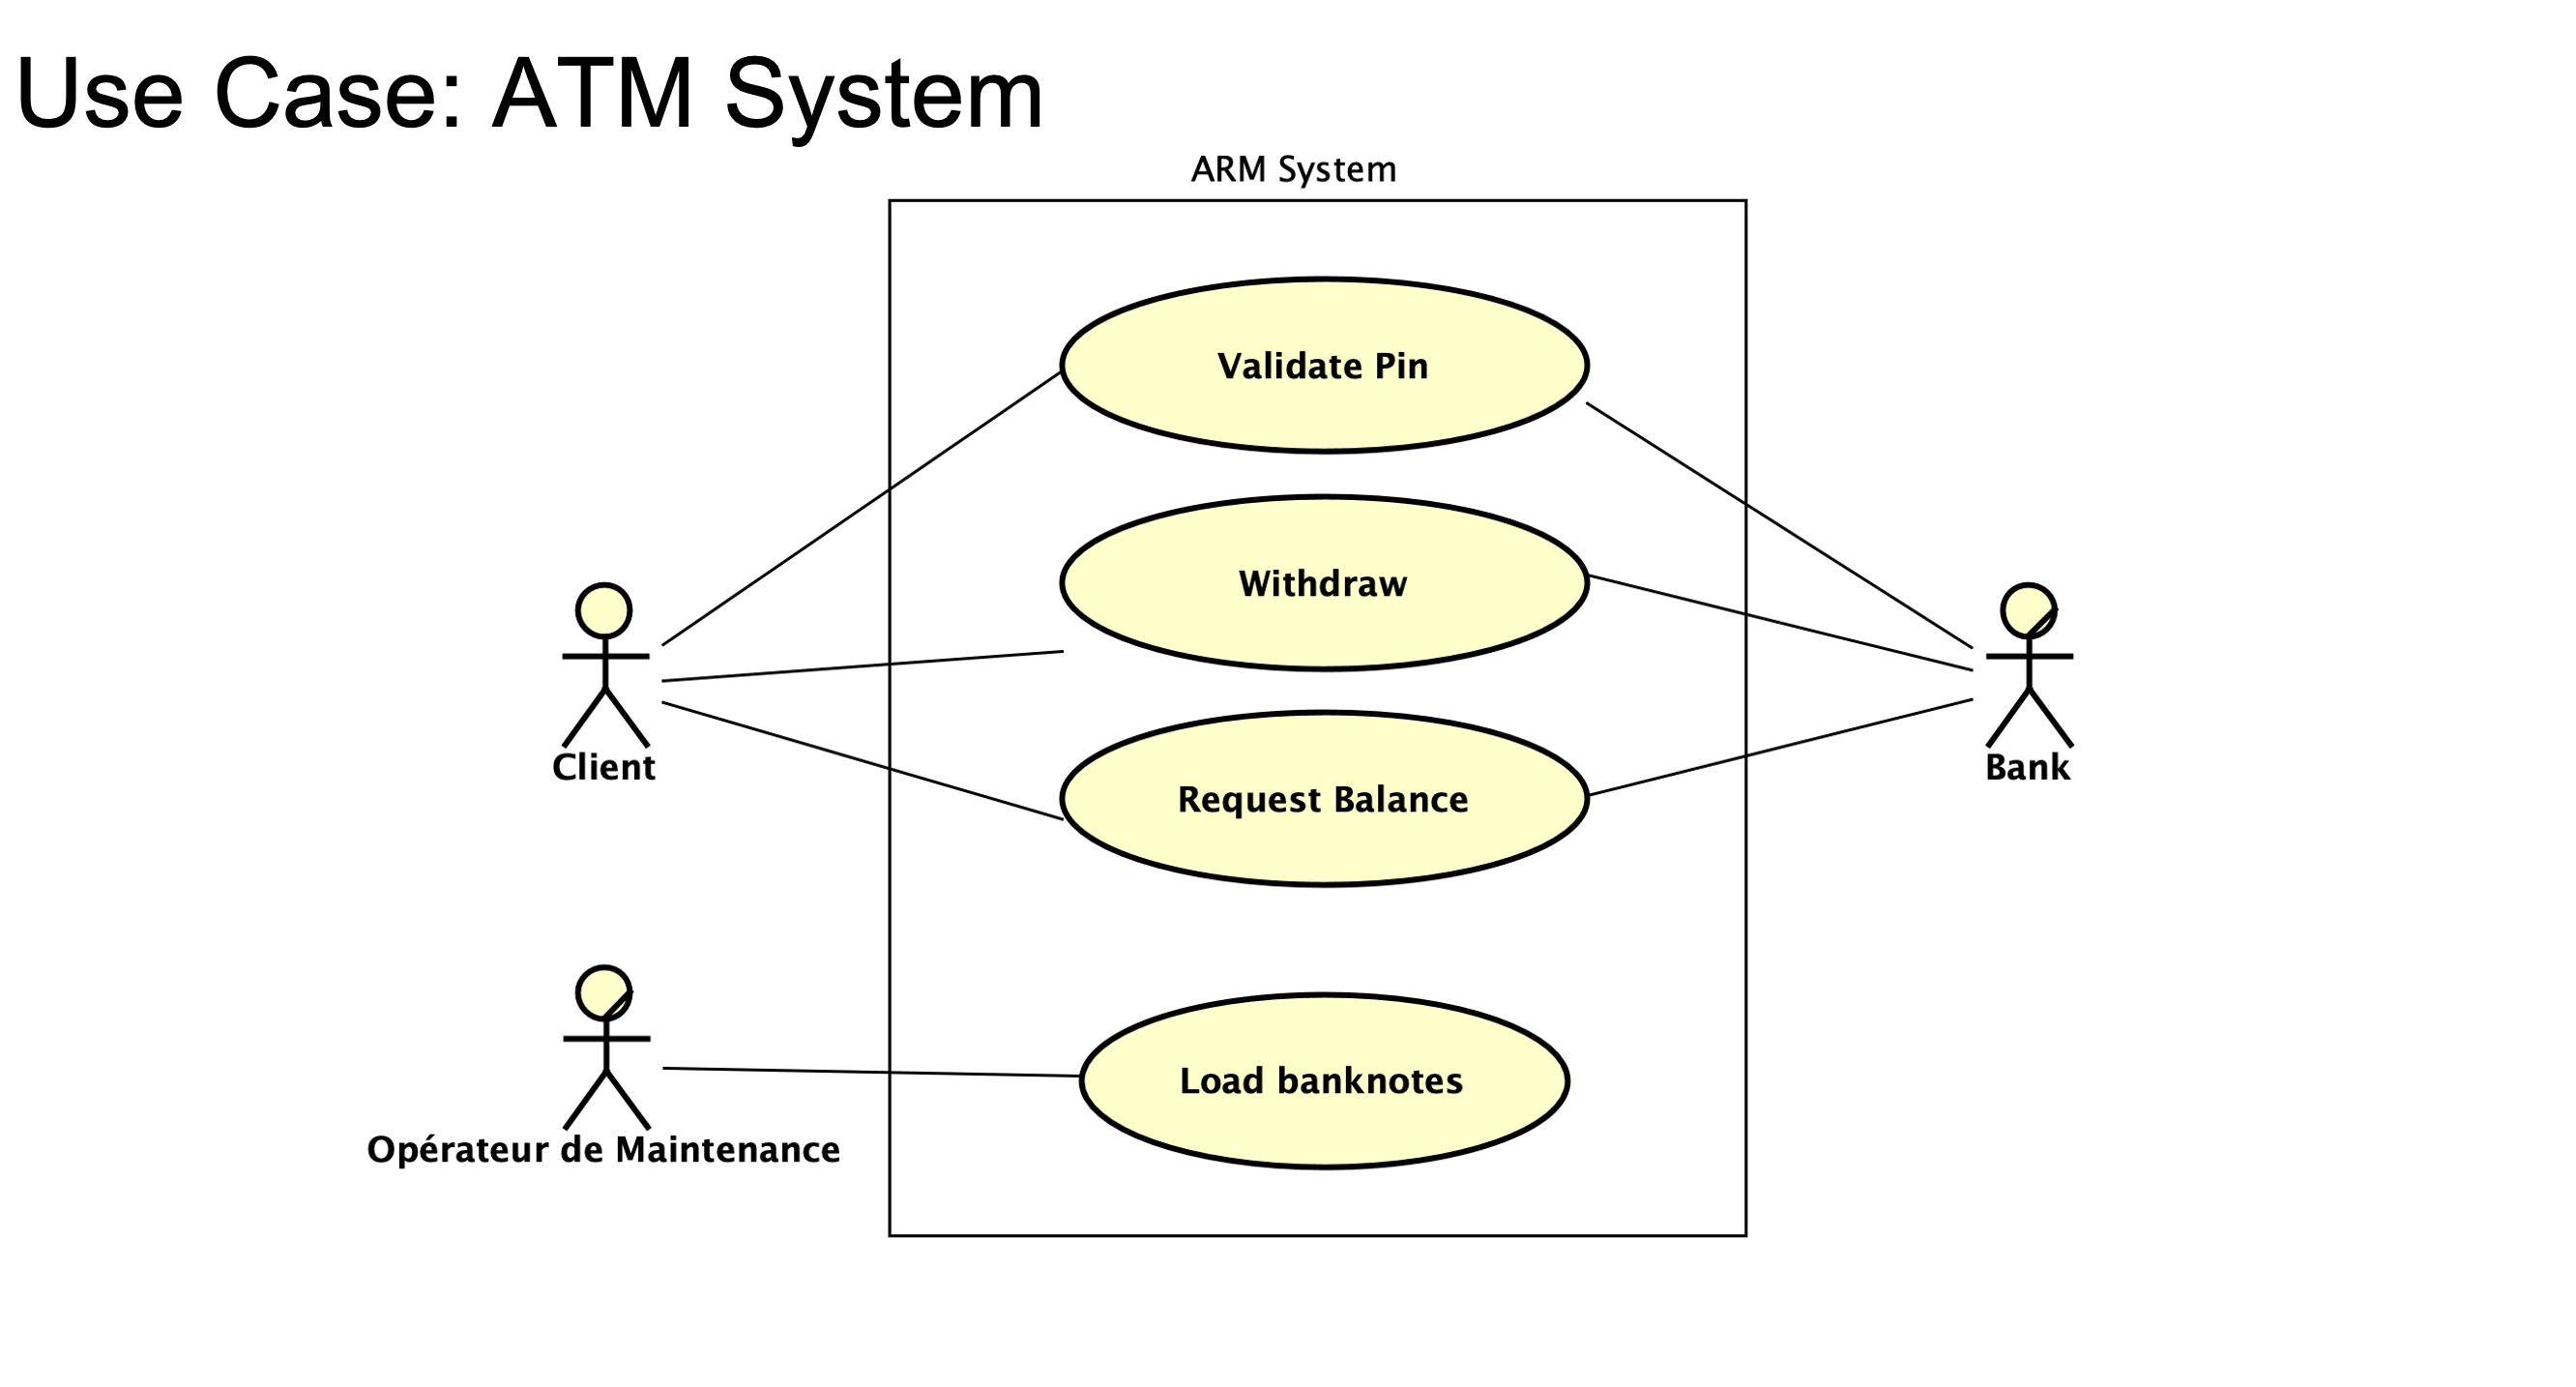 Use Case: ATM System
ARM System
Validate Pin
Withdraw
Client
Bank
Request Balance
Load banknotes
Opérateur de Maintenance